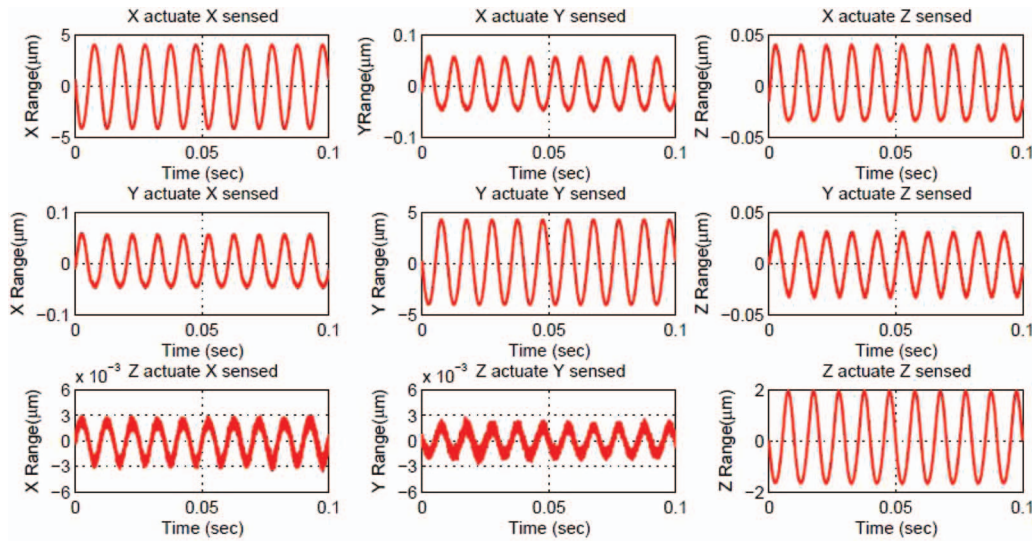 X actuate X sensed
5
0
−5
X Range(μm)
0
0.05
0.1
Time (sec)
X actuate Y sensed
0.1
0
−0.1
YRange(μm)
0
0.05
0.1
Time (sec)
X actuate Z sensed
0.05
0
−0.05
Z Range(μm)
0
0.05
0.1
Time (sec)
Y actuate X sensed
0.1
0
−0.1
X Range(μm)
0
0.05
0.1
Time (sec)
Y actuate Y sensed
5
0
−5
Y Range(μm)
0
0.05
0.1
Time (sec)
Y actuate Z sensed
0.05
0
−0.05
Z Range(μm)
0
0.05
0.1
Time (sec)
x 10⁻³ Z actuate X sensed
6
3
0
−3
−6
X Range(μm)
0
0.05
0.1
Time (sec)
x 10⁻³ Z actuate Y sensed
6
3
0
−3
−6
Y Range(μm)
0
0.05
0.1
Time (sec)
Z actuate Z sensed
2
0
−2
Z Range(μm)
0
0.05
0.1
Time (sec)